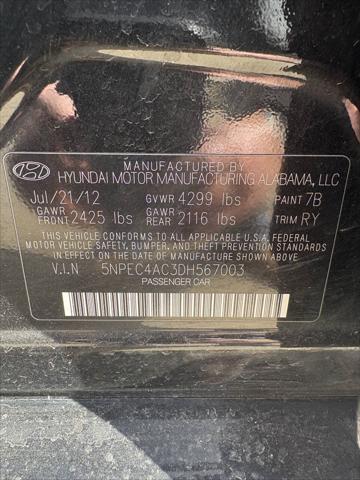 MANUFACTURED BY
HYUNDAI MOTOR MANUFACTURING ALABAMA, LLC
Jul/21/12 GVWR 4299 lbs PAINT 7B
GAWR FRONT 2425 lbs GAWR REAR 2116 lbs TRIM RY
THIS VEHICLE CONFORMS TO ALL APPLICABLE U.S.A. FEDERAL
MOTOR VEHICLE SAFETY, BUMPER, AND THEFT PREVENTION STANDARDS
IN EFFECT ON THE DATE OF MANUFACTURE SHOWN ABOVE.
V.I.N 5NPEC4AC3DH567003
PASSENGER CAR